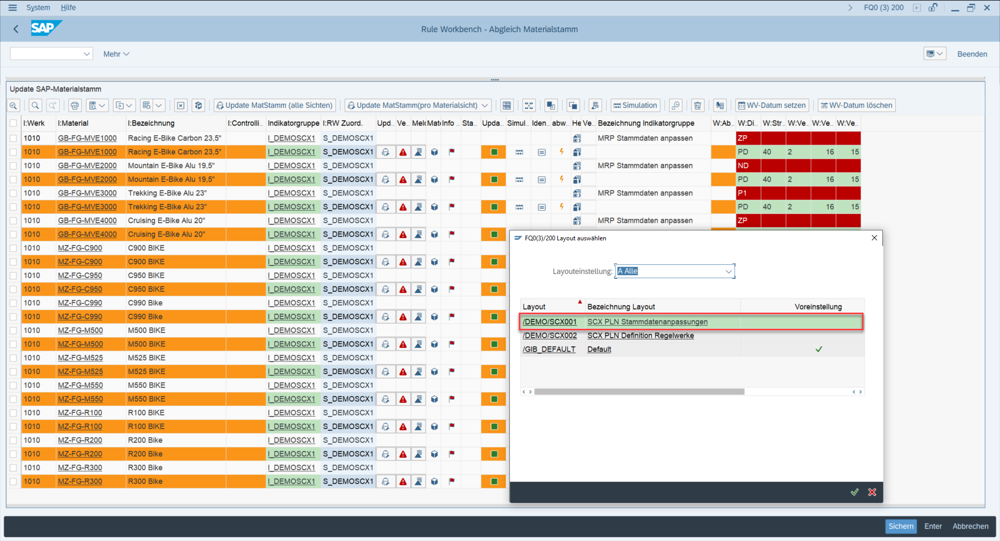 System Hilfe FQ0 (3) 200
SAP Rule Workbench - Abgleich Materialstamm
Mehr Beenden
Update SAP-Materialstamm
Update MatStamm (alle Sichten) Update MatStamm(pro Materialsicht) Simulation WV-Datum setzen WV-Datum löschen
I:Werk I:Material I:Bezeichnung I:Controlli... Indikatorgruppe I:RW Zuord. Upd... Ve... Info ... Sta... Upda... Simul... Iden... abw... He Ve... Bezeichnung Indikatorgruppe W:Ab... W:Di... W:Str... W:Ve... W:Ve... W:Ve...
1010 GB-FG-MVE1000 Racing E-Bike Carbon 23,5" I_DEMOSCX1 S_DEMOSCX1 MRP Stammdaten anpassen ZP
1010 GB-FG-MVE1000 Racing E-Bike Carbon 23,5" I_DEMOSCX1 S_DEMOSCX1 PD 40 2 16 15
1010 GB-FG-MVE2000 Mountain E-Bike Alu 19,5" I_DEMOSCX1 S_DEMOSCX1 MRP Stammdaten anpassen ND
1010 GB-FG-MVE2000 Mountain E-Bike Alu 19,5" I_DEMOSCX1 S_DEMOSCX1 PD 40 2 16 15
1010 GB-FG-MVE3000 Trekking E-Bike Alu 23" I_DEMOSCX1 S_DEMOSCX1 MRP Stammdaten anpassen P1
1010 GB-FG-MVE3000 Trekking E-Bike Alu 23" I_DEMOSCX1 S_DEMOSCX1 PD 40 2 16 15
1010 GB-FG-MVE4000 Cruising E-Bike Alu 20" I_DEMOSCX1 S_DEMOSCX1 MRP Stammdaten anpassen ZP
1010 GB-FG-MVE4000 Cruising E-Bike Alu 20" I_DEMOSCX1 S_DEMOSCX1
1010 MZ-FG-C900 C900 BIKE I_DEMOSCX1 S_DEMOSCX1
1010 MZ-FG-C900 C900 BIKE I_DEMOSCX1 S_DEMOSCX1
1010 MZ-FG-C950 C950 BIKE I_DEMOSCX1 S_DEMOSCX1
1010 MZ-FG-C950 C950 BIKE I_DEMOSCX1 S_DEMOSCX1
1010 MZ-FG-C990 C990 Bike I_DEMOSCX1 S_DEMOSCX1
1010 MZ-FG-C990 C990 Bike I_DEMOSCX1 S_DEMOSCX1
1010 MZ-FG-M500 M500 BIKE I_DEMOSCX1 S_DEMOSCX1
1010 MZ-FG-M500 M500 BIKE I_DEMOSCX1 S_DEMOSCX1
1010 MZ-FG-M525 M525 BIKE I_DEMOSCX1 S_DEMOSCX1
1010 MZ-FG-M525 M525 BIKE I_DEMOSCX1 S_DEMOSCX1
1010 MZ-FG-M550 M550 BIKE I_DEMOSCX1 S_DEMOSCX1
1010 MZ-FG-M550 M550 BIKE I_DEMOSCX1 S_DEMOSCX1
1010 MZ-FG-R100 R100 BIKE I_DEMOSCX1 S_DEMOSCX1
1010 MZ-FG-R100 R100 BIKE I_DEMOSCX1 S_DEMOSCX1
1010 MZ-FG-R200 R200 Bike I_DEMOSCX1 S_DEMOSCX1
1010 MZ-FG-R200 R200 Bike I_DEMOSCX1 S_DEMOSCX1
1010 MZ-FG-R300 R300 Bike I_DEMOSCX1 S_DEMOSCX1
1010 MZ-FG-R300 R300 Bike I_DEMOSCX1 S_DEMOSCX1
FQ0(3)/200 Layout auswählen
Layouteinstellung: A Alle
Layout Bezeichnung Layout Voreinstellung
/DEMO/SCX001 SCX PLN Stammdatenanpassungen
/DEMO/SCX002 SCX PLN Definition Regelwerke
/GIB_DEFAULT Default
Sichern Enter Abbrechen